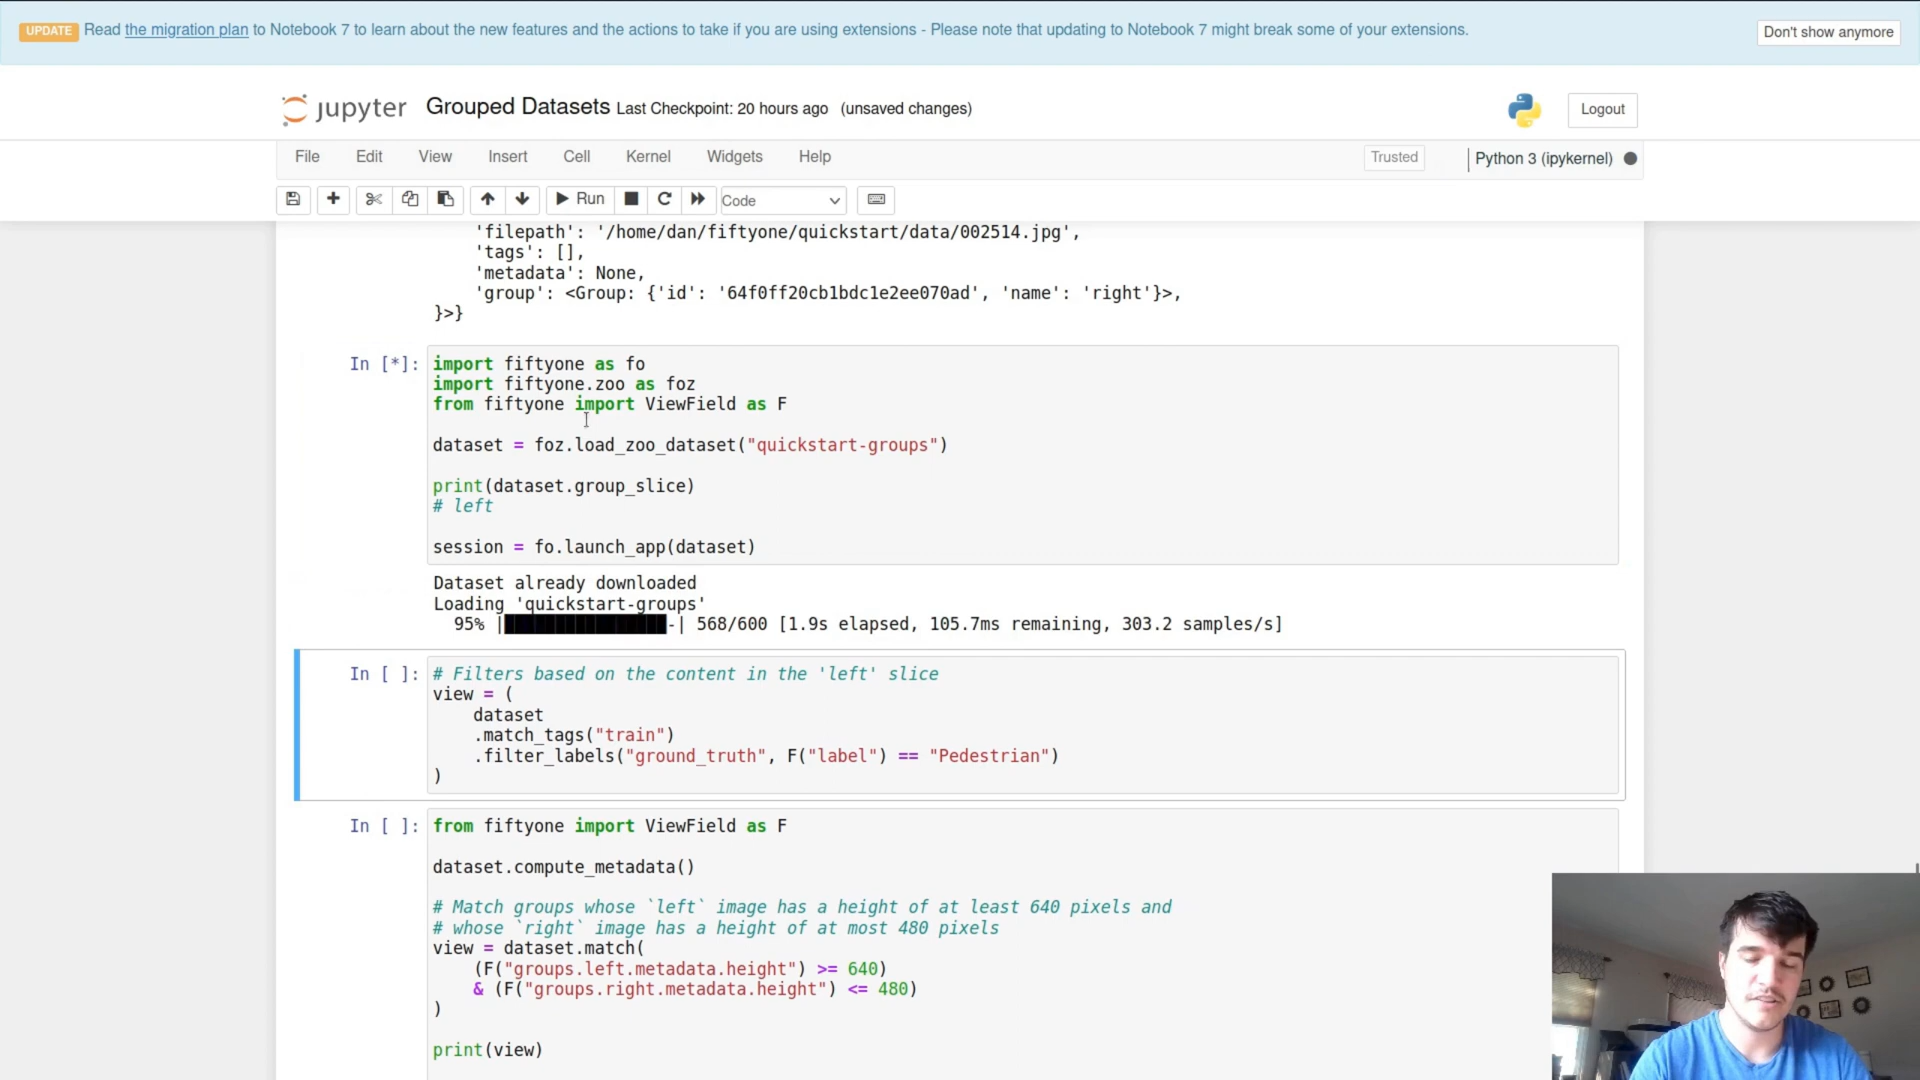 UPDATE Read the migration plan to Notebook 7 to learn about the new features and the actions to take if you are using extensions - Please note that updating to Notebook 7 might break some of your extensions. Don't show anymore
jupyter Grouped Datasets Last Checkpoint: 20 hours ago (unsaved changes) Logout
File Edit View Insert Cell Kernel Widgets Help Trusted Python 3 (ipykernel)
Run Code
'filepath': '/home/dan/fiftyone/quickstart/data/002514.jpg',
'tags': [],
'metadata': None,
'group': <Group: {'id': '64f0ff20cb1bdc1e2ee070ad', 'name': 'right'}>,
}>}
In [*]: import fiftyone as fo
import fiftyone.zoo as foz
from fiftyone import ViewField as F
dataset = foz.load_zoo_dataset("quickstart-groups")
print(dataset.group_slice)
# left
session = fo.launch_app(dataset)
Dataset already downloaded
Loading 'quickstart-groups'
95% |████████████████-| 568/600 [1.9s elapsed, 105.7ms remaining, 303.2 samples/s]
In [ ]: # Filters based on the content in the 'left' slice
view = (
dataset
.match_tags("train")
.filter_labels("ground_truth", F("label") == "Pedestrian")
)
In [ ]: from fiftyone import ViewField as F
dataset.compute_metadata()
# Match groups whose `left` image has a height of at least 640 pixels and
# whose `right` image has a height of at most 480 pixels
view = dataset.match(
(F("groups.left.metadata.height") >= 640)
& (F("groups.right.metadata.height") <= 480)
)
print(view)